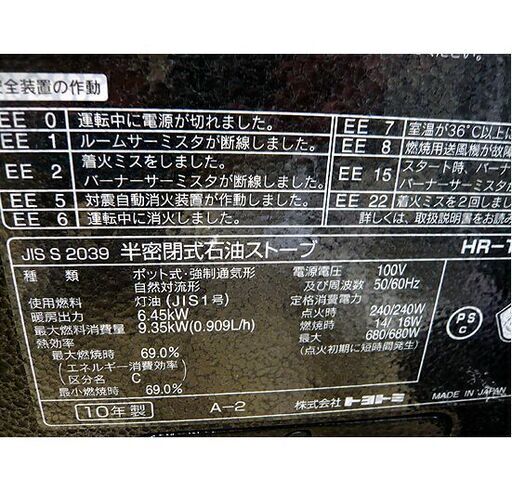 ください。
安全装置の作動
EE 0 運転中に電源が切れました。
EE 1 ルームサーミスタが断線しました。
EE 2 着火ミスをしました。
バーナーサーミスタが断線しました。
EE 5 対震自動消火装置が作動しました。
EE 6 運転中に消火しました。
EE 7 室温が36℃以上に
EE 8 燃焼用送風機が故障
EE 15 スタート時、バーナー
サーミスタが
EE 22 着火ミスを2回しまし
詳しくは、取扱説明書をお読み
JIS S 2039 半密閉式石油ストーブ HR-T
種類 ポット式・強制通気形
自然対流形
使用燃料 灯油(JIS1号)
暖房出力 6.45kW
最大燃料消費量 9.35kW(0.909L/h)
熱効率
最大燃焼時 69.0%
(エネルギー消費効率)
区分名 C
最小燃焼時 69.0%
電源電圧 100V
及び周波数 50/60Hz
定格消費電力
点火時 240/240W
燃焼時 14/16W
最大 680/680W
(点火初期に短時間発生)
PS
C
10年製 A-2 株式会社トヨトミ
MADE IN JAPAN